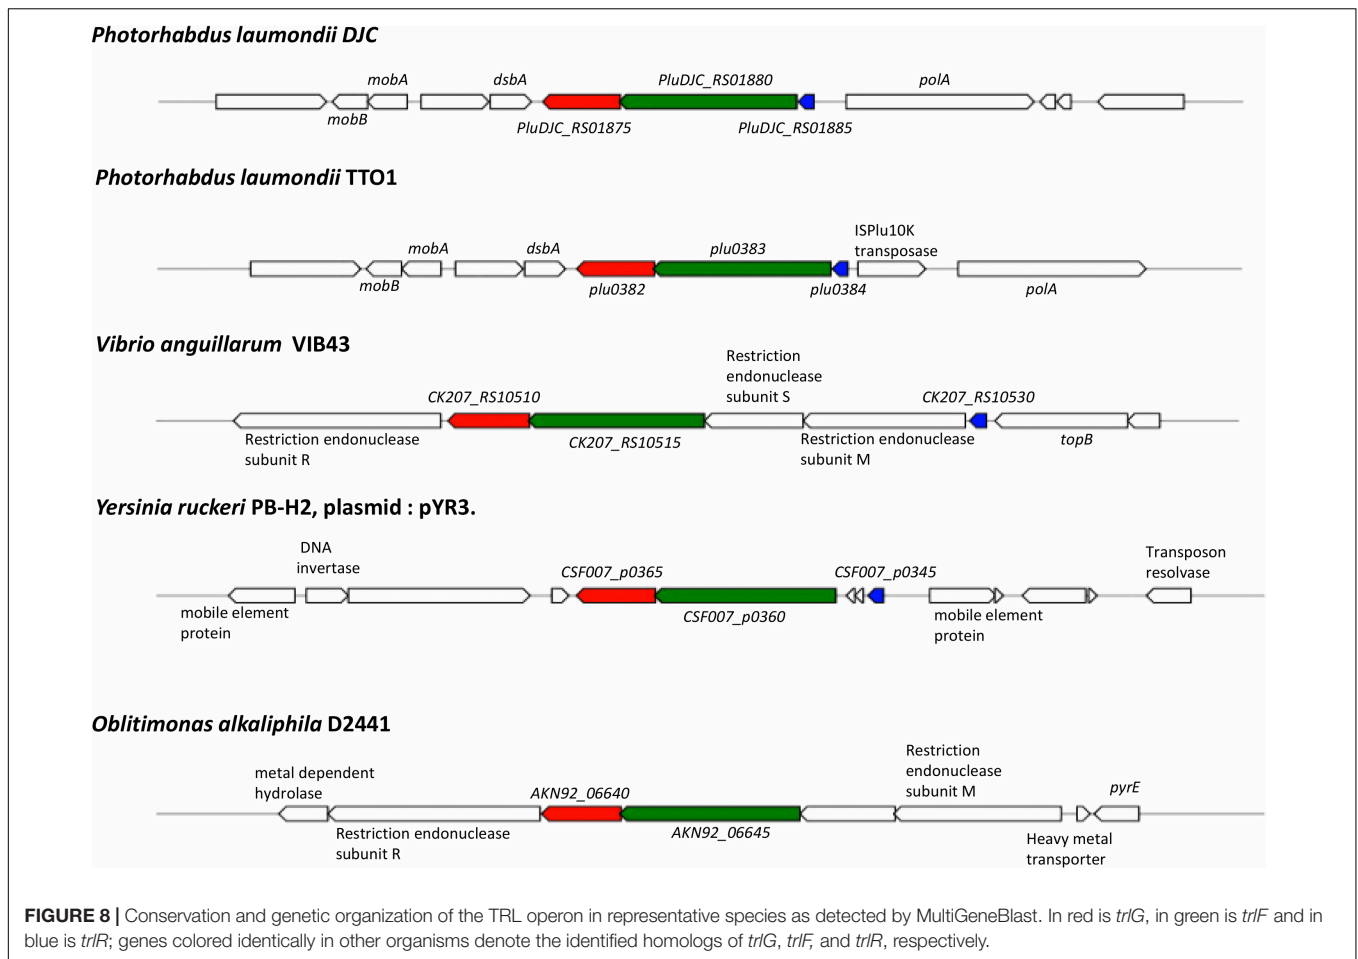 Photorhabdus laumondii DJC
mobA
dsbA
PluDJC_RS01880
polA
mobB
PluDJC_RS01875
PluDJC_RS01885
Photorhabdus laumondii TTO1
mobA
dsbA
plu0383
ISPlu10K
transposase
mobB
plu0382
plu0384
polA
Vibrio anguillarum VIB43
Restriction
endonuclease
subunit S
CK207_RS10510
CK207_RS10530
Restriction endonuclease
subunit R
CK207_RS10515
Restriction endonuclease
subunit M
topB
Yersinia ruckeri PB-H2, plasmid : pYR3.
DNA
invertase
CSF007_p0365
CSF007_p0345
Transposon
resolvase
mobile element
protein
CSF007_p0360
mobile element
protein
Oblitimonas alkaliphila D2441
metal dependent
hydrolase
AKN92_06640
Restriction
endonuclease
subunit M
pyrE
Restriction endonuclease
subunit R
AKN92_06645
Heavy metal
transporter
FIGURE 8 | Conservation and genetic organization of the TRL operon in representative species as detected by MultiGeneBlast. In red is trlG, in green is trlF and in
blue is trlR; genes colored identically in other organisms denote the identified homologs of trlG, trlF, and trlR, respectively.